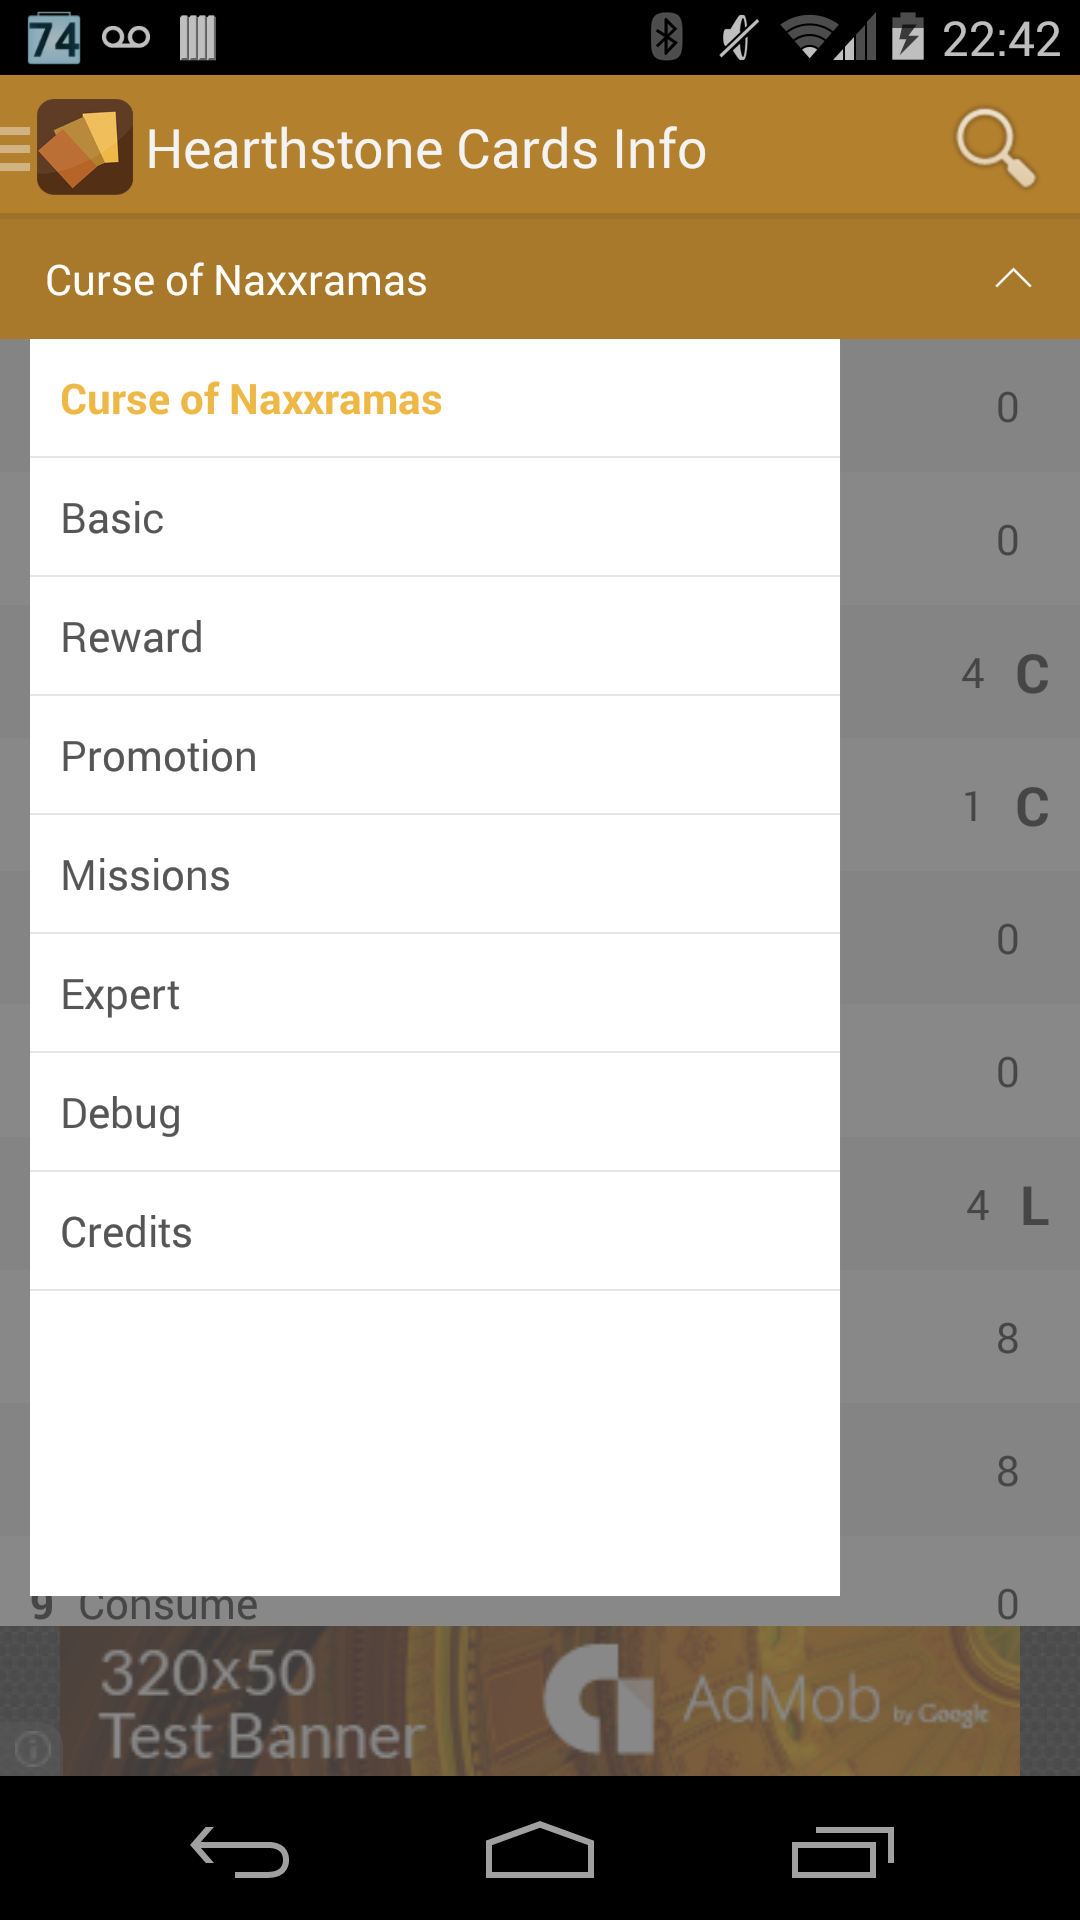 74
22:42
Hearthstone Cards Info
Curse of Naxxramas
Curse of Naxxramas
0
Basic
0
Reward
4 C
Promotion
1 C
Missions
0
Expert
0
Debug
4 L
Credits
8
8
9 Consume 0
320x50
Test Banner
AdMob by Google